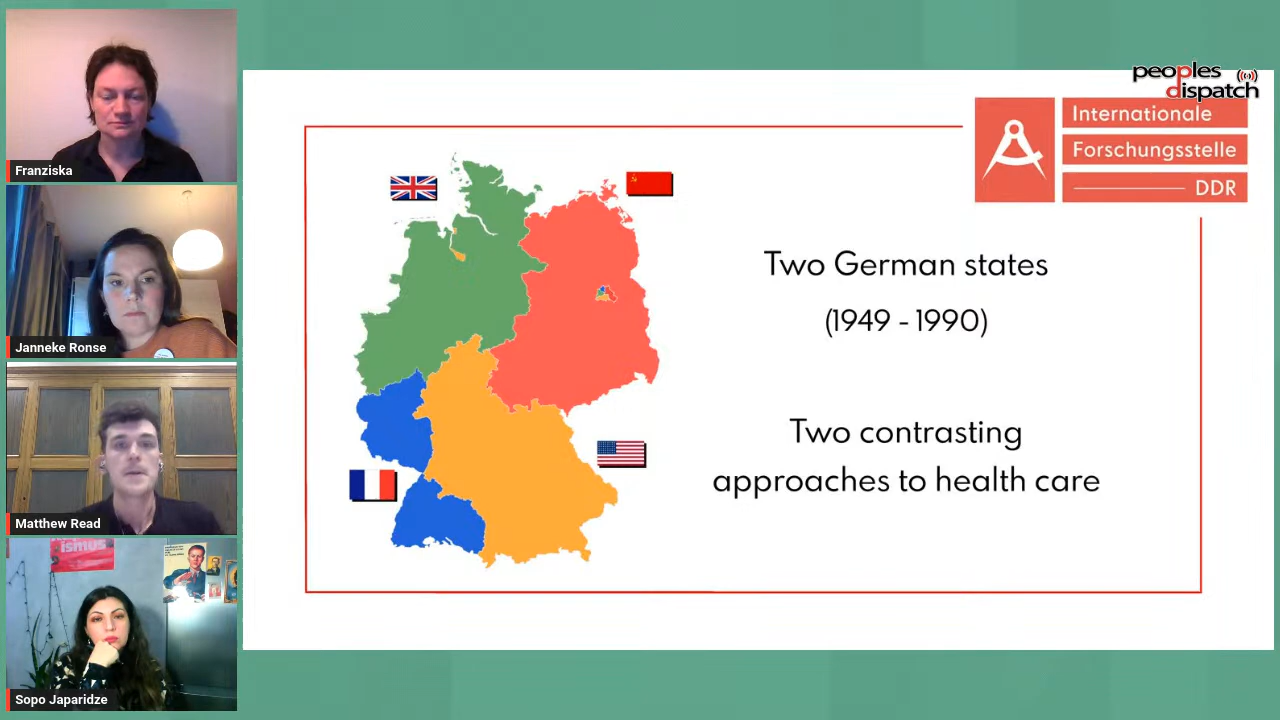 Franziska
Janneke Ronse
Matthew Read
ismus
Sopo Japaridze
peoples
dispatch
Internationale
Forschungsstelle
DDR
Two German states
(1949 - 1990)
Two contrasting
approaches to health care